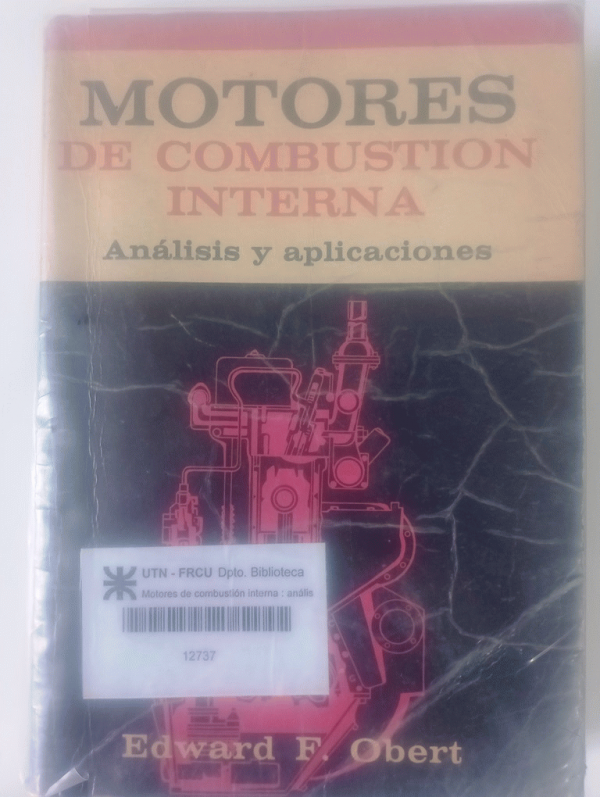 MOTORES
DE COMBUSTION
INTERNA
Análisis y aplicaciones
UTN - FRCU Dpto. Biblioteca
Motores de combustión interna : anális
12737
Edward F. Obert